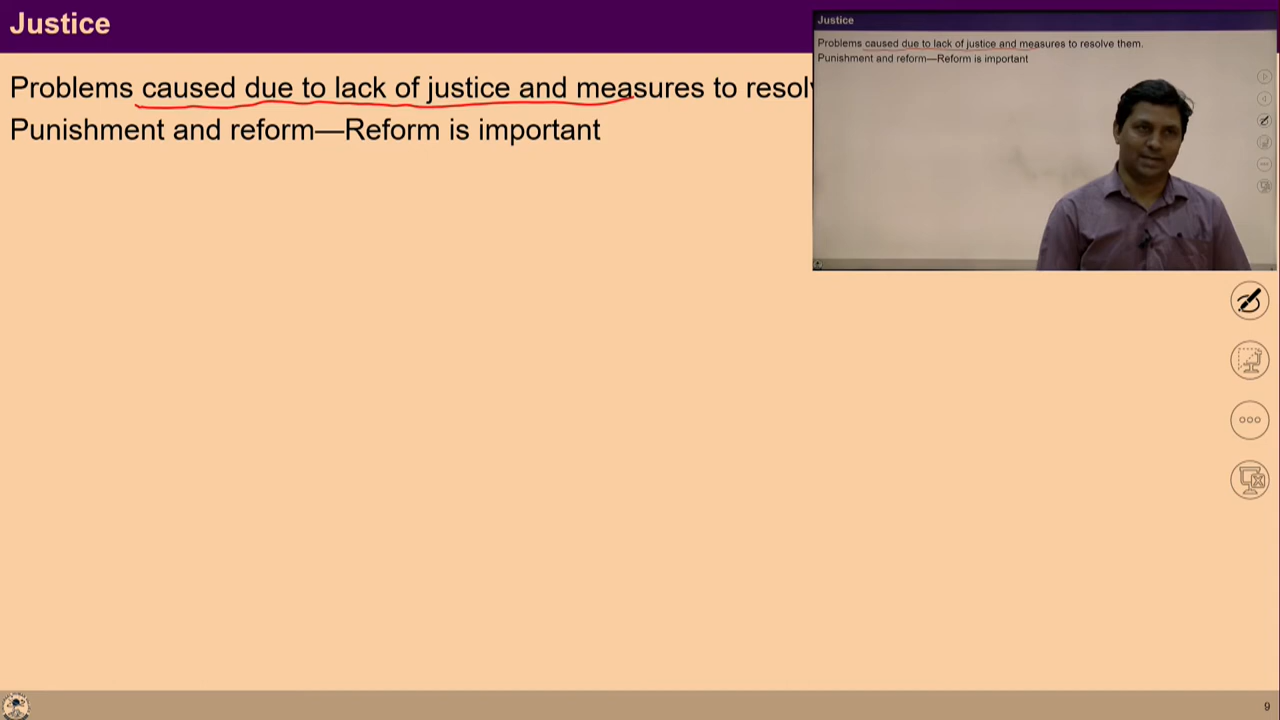 Justice
Problems caused due to lack of justice and measures to resol
Punishment and reform—Reform is important
Justice
Problems caused due to lack of justice and measures to resolve them.
Punishment and reform—Reform is important
9